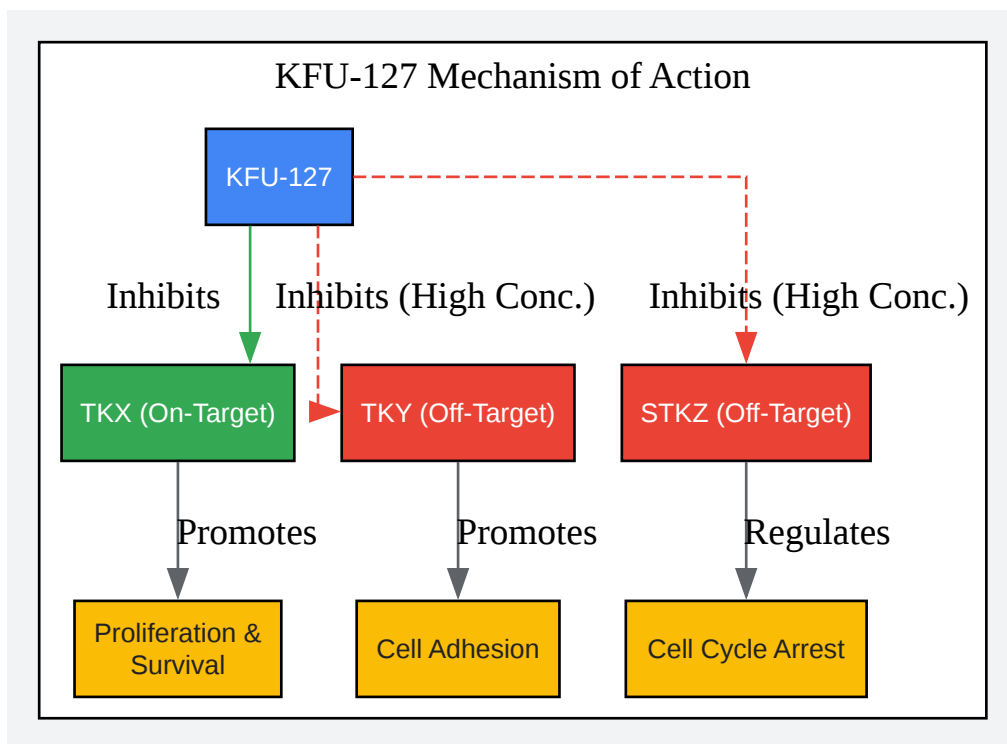 KFU-127 Mechanism of Action
KFU-127
Inhibits
Inhibits (High Conc.)
Inhibits (High Conc.)
TKX (On-Target)
TKY (Off-Target)
STKZ (Off-Target)
Promotes
Promotes
Regulates
Proliferation &
Survival
Cell Adhesion
Cell Cycle Arrest